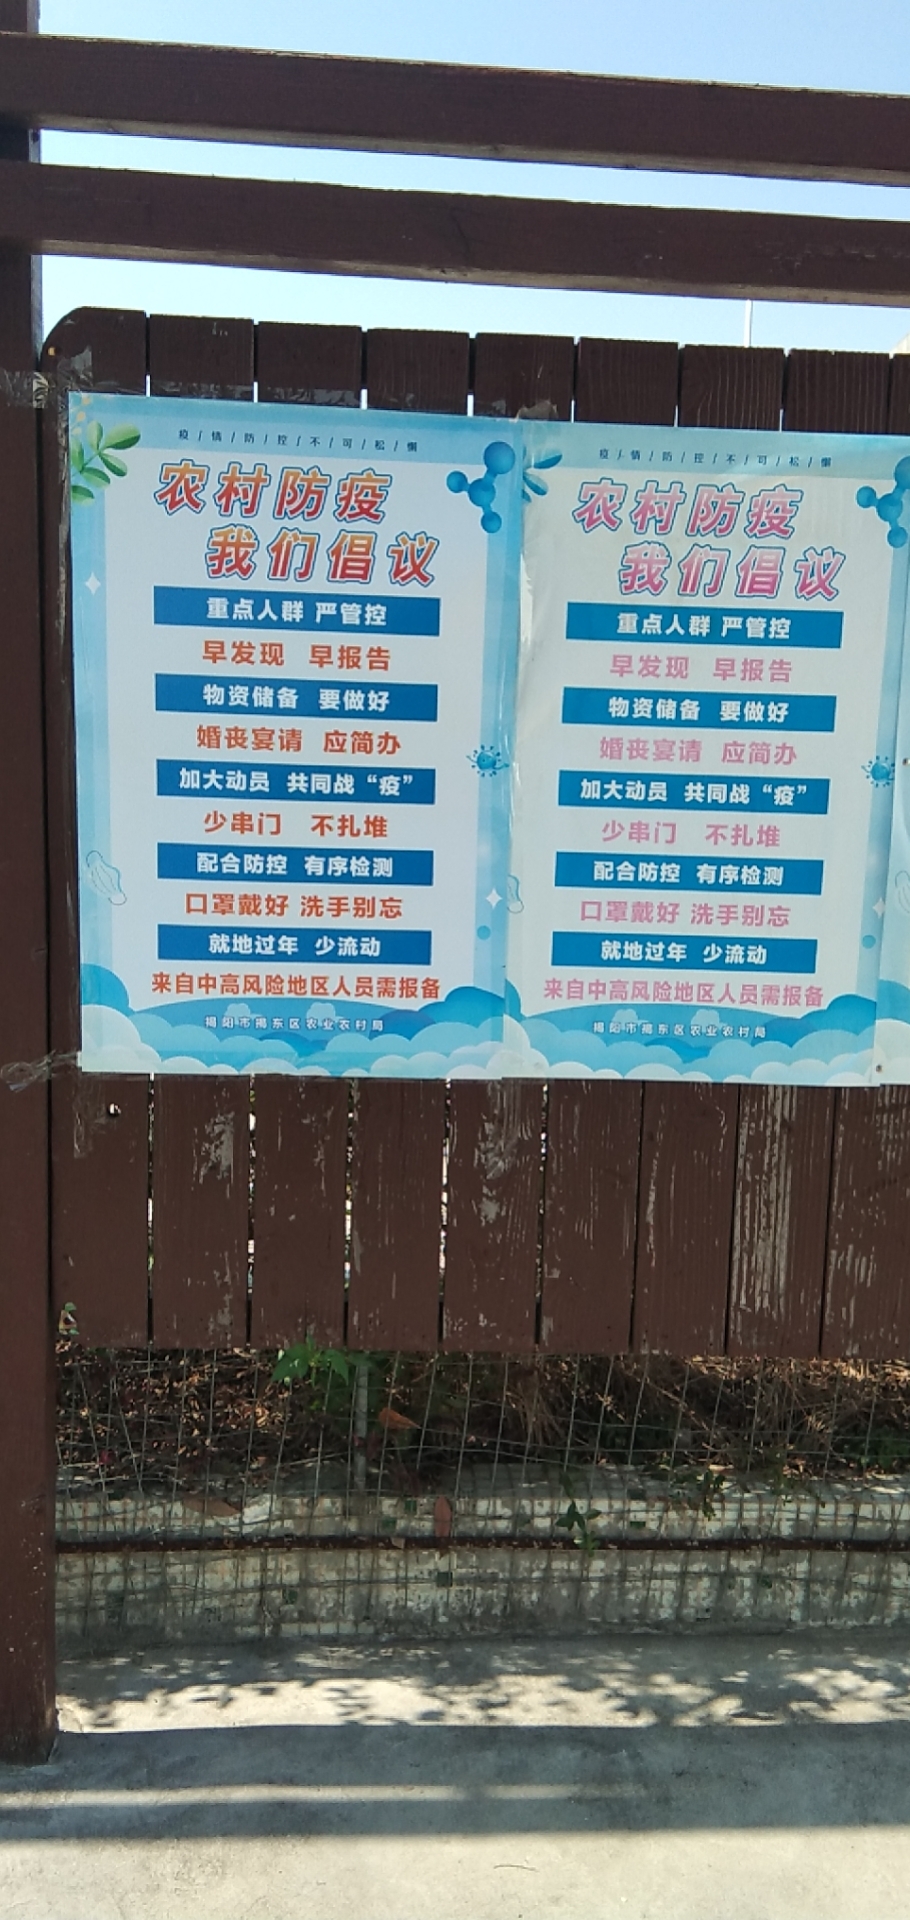 疫/情/防/控/不/可/松/懈
农村防疫
我们倡议
重点人群 严管控
早发现 早报告
物资储备 要做好
婚丧宴请 应简办
加大动员 共同战“疫”
少串门 不扎堆
配合防控 有序检测
口罩戴好 洗手别忘
就地过年 少流动
来自中高风险地区人员需报备
揭阳市揭东区农业农村局
疫/情/防/控/不/可/松/懈
农村防疫
我们倡议
重点人群 严管控
早发现 早报告
物资储备 要做好
婚丧宴请 应简办
加大动员 共同战“疫”
少串门 不扎堆
配合防控 有序检测
口罩戴好 洗手别忘
就地过年 少流动
来自中高风险地区人员需报备
揭阳市揭东区农业农村局